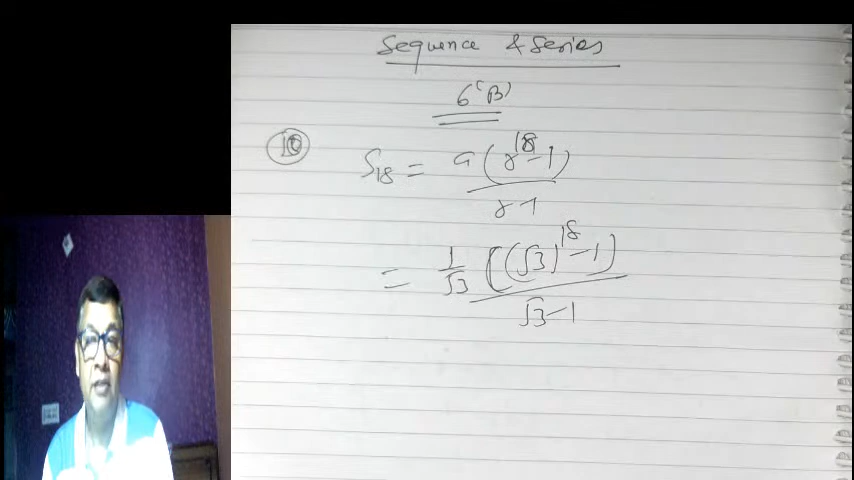 Sequence & Series
6(B)
10
S18 = a(r^18-1)
r-1
= 1/√3 ((√3)^18-1)
√3-1